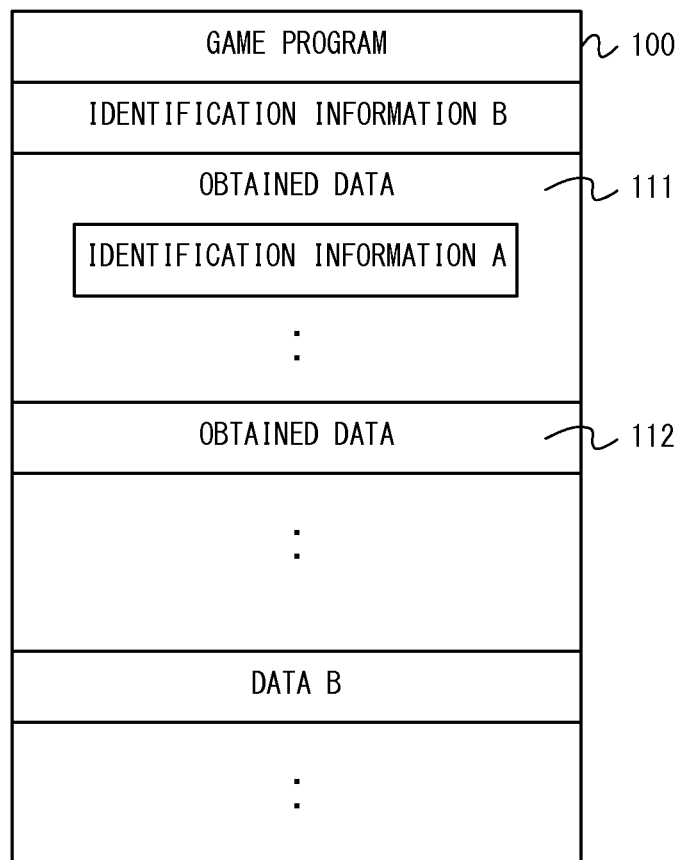 GAME PROGRAM 100
IDENTIFICATION INFORMATION B
OBTAINED DATA 111
IDENTIFICATION INFORMATION A
:
OBTAINED DATA 112
:
DATA B
: